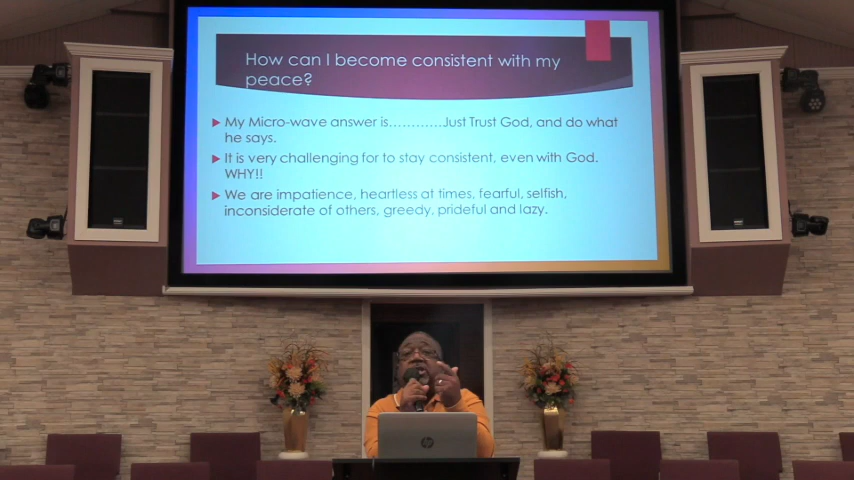 How can I become consistent with my
peace?
My Micro-wave answer is............Just Trust God, and do what
he says.
It is very challenging for to stay consistent, even with God.
WHY!!
We are impatience, heartless at times, fearful, selfish,
inconsiderate of others, greedy, prideful and lazy.
hp